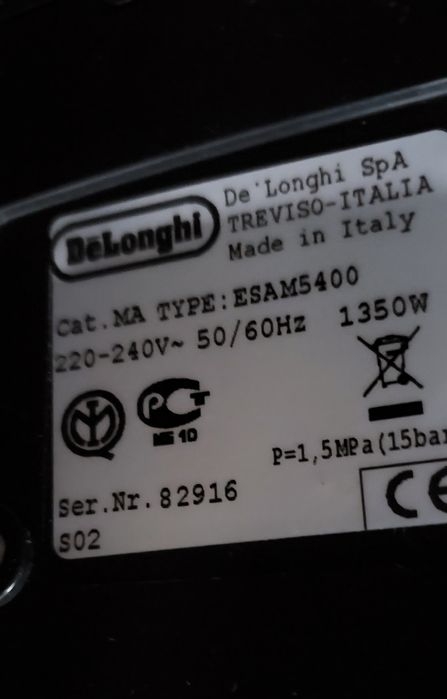 DeLonghi
De'Longhi SpA
TREVISO-ITALIA
Made in Italy
Cat.MA TYPE:ESAM5400
220-240V~ 50/60Hz 1350W
PCT
P=1,5MPa(15bar
CE
Ser.Nr. 82916
S02